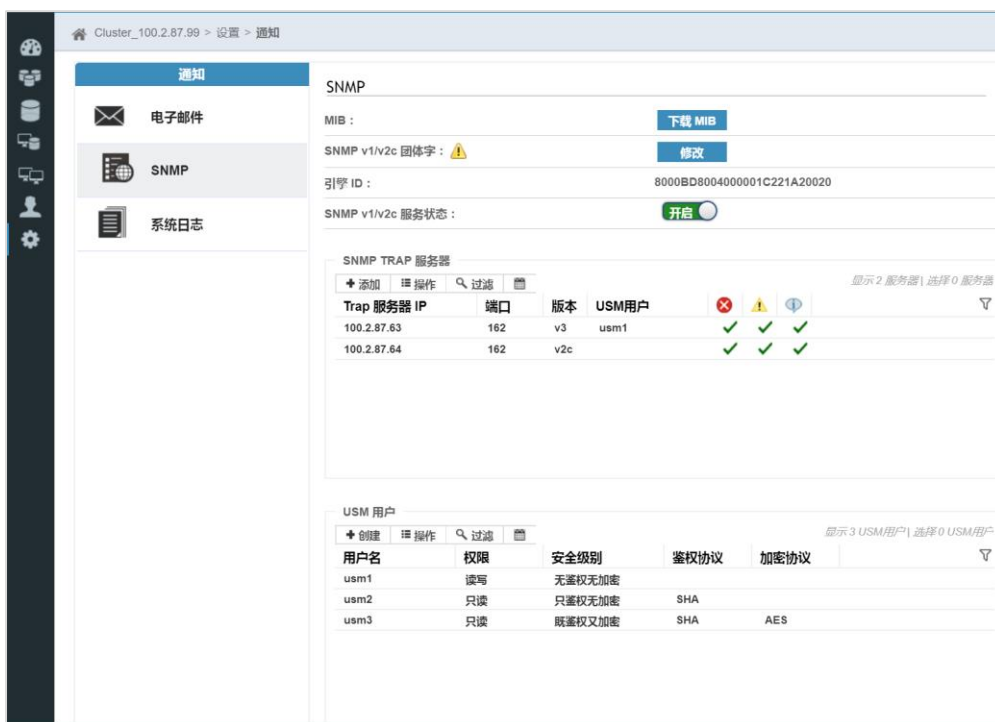 Cluster_100.2.87.99 > 设置 > 通知
通知
电子邮件
SNMP
系统日志
SNMP
MIB：
下载 MIB
SNMP v1/v2c 团体字：
修改
引擎 ID：
8000BD8004000001C221A20020
SNMP v1/v2c 服务状态：
开启
SNMP TRAP 服务器
添加 操作 过滤
显示 2 服务器| 选择 0 服务器
Trap 服务器 IP 端口 版本 USM用户
100.2.87.63 162 v3 usm1
100.2.87.64 162 v2c
USM 用户
创建 操作 过滤
显示 3 USM用户| 选择 0 USM用户
用户名 权限 安全级别 鉴权协议 加密协议
usm1 读写 无鉴权无加密
usm2 只读 只鉴权无加密 SHA
usm3 只读 既鉴权又加密 SHA AES